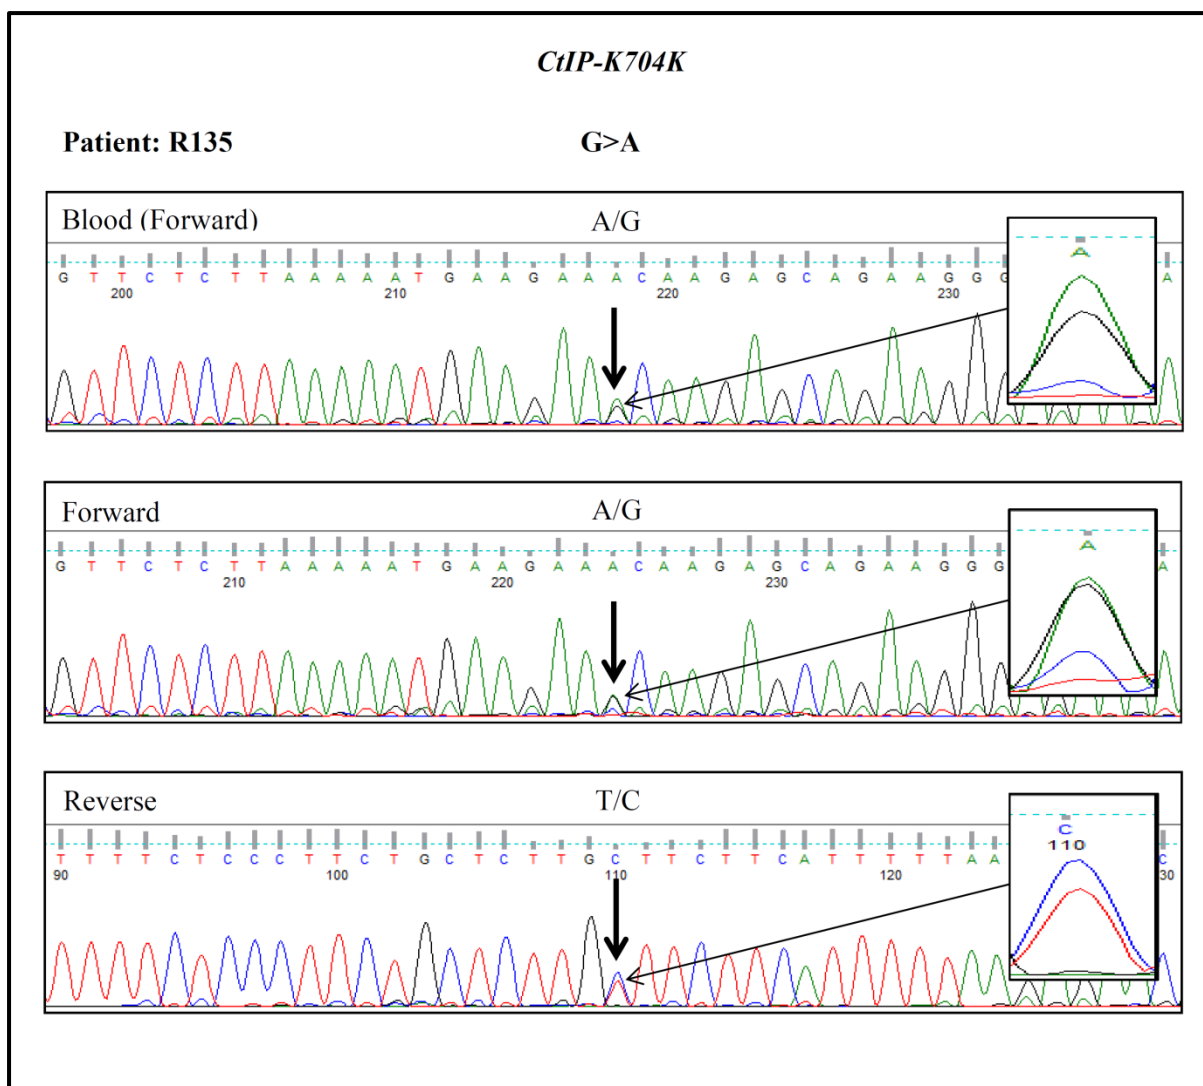 CtIP-K704K
Patient: R135 G>A
Blood (Forward) A/G
A
G T T C T C T T A A A A A T G A A G A A A C A A G A G C A G A A G G G A
200 210 220 230
Forward A/G
A
G T T C T C T T A A A A A T G A A G A A A C A A G A G C A G A A G G G A
210 220 230
Reverse T/C
C
110
T T T T C T C C C T T C T G C T C T T G C T T C T T C A T T T T T A A C
90 100 110 120 30